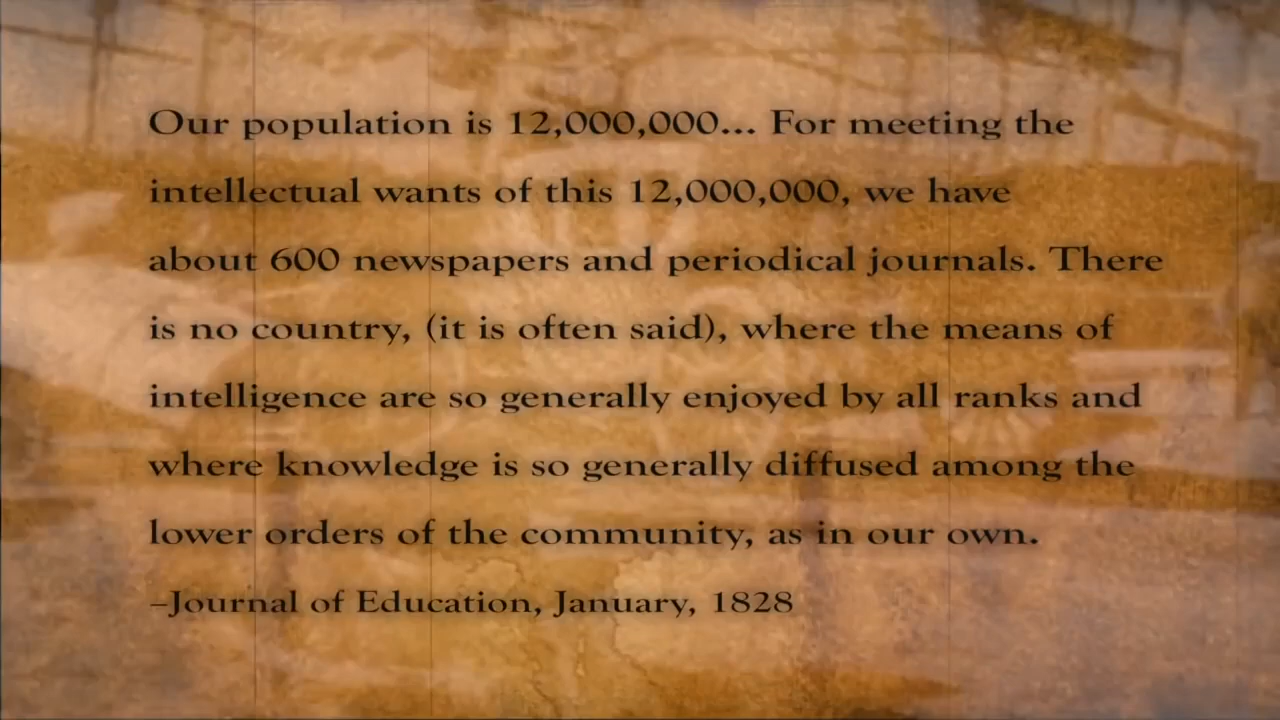 Our population is 12,000,000... For meeting the
intellectual wants of this 12,000,000, we have
about 600 newspapers and periodical journals. There
is no country, (it is often said), where the means of
intelligence are so generally enjoyed by all ranks and
where knowledge is so generally diffused among the
lower orders of the community, as in our own.
–Journal of Education, January, 1828